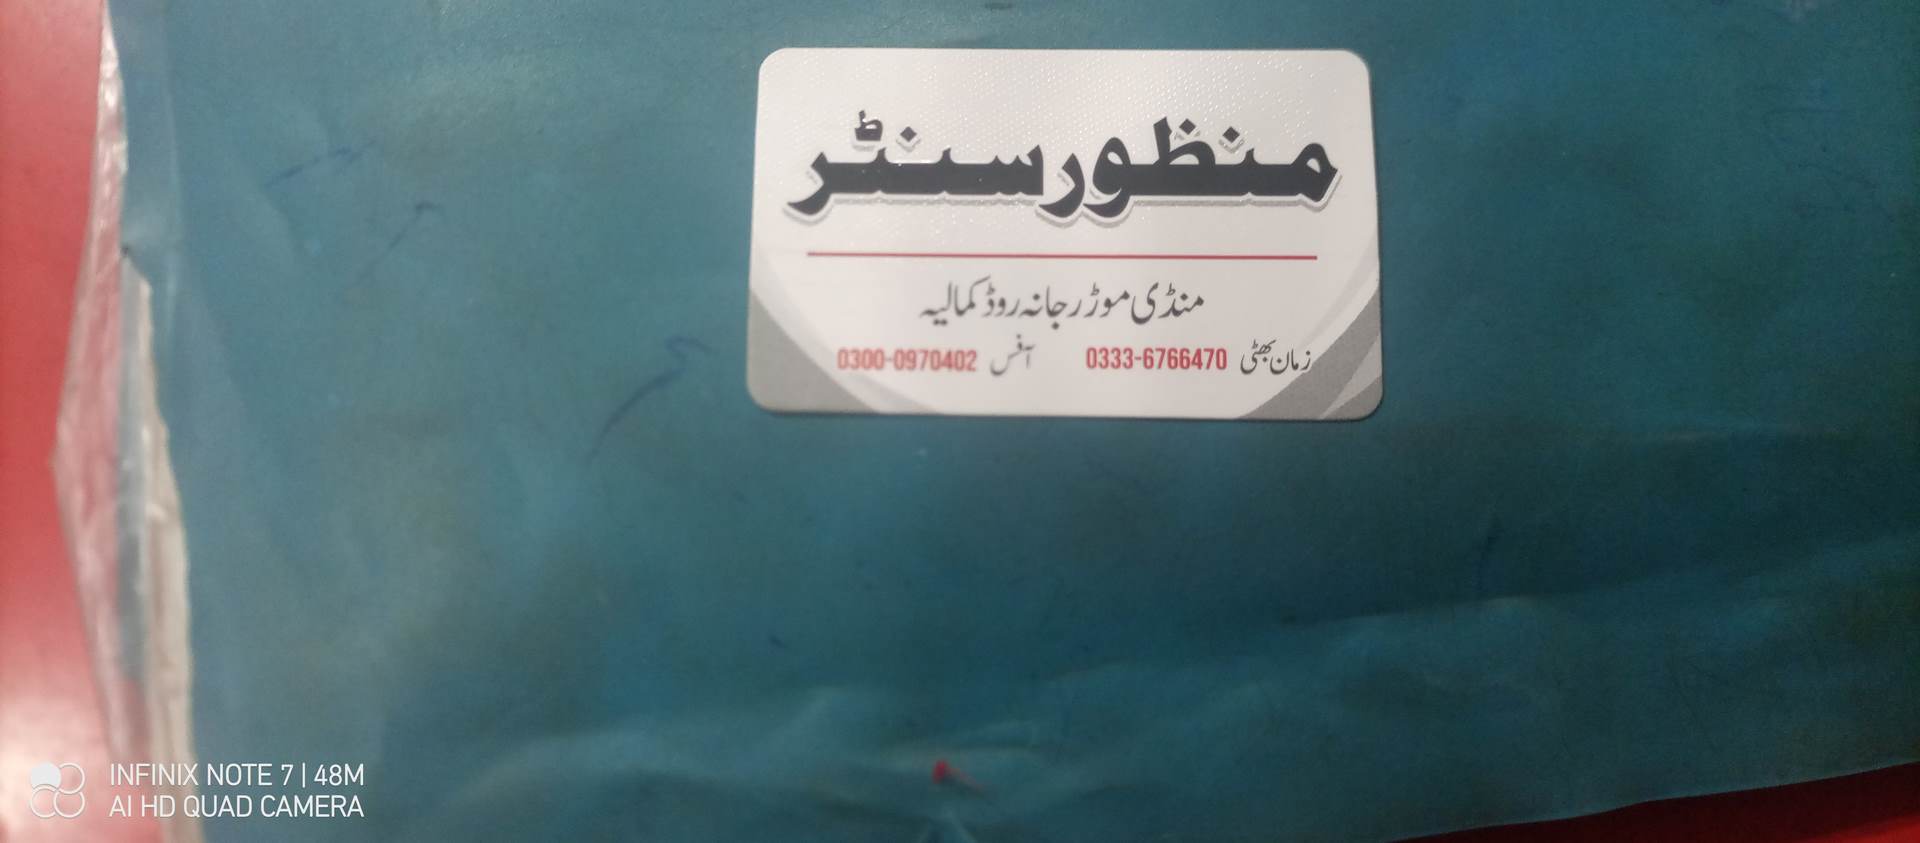 منظور سنٹر
منڈی موڑ رجانہ روڈ کمالیہ
زمان بھٹی 0333-6766470 آفس 0300-0970402
INFINIX NOTE 7 | 48M
AI HD QUAD CAMERA